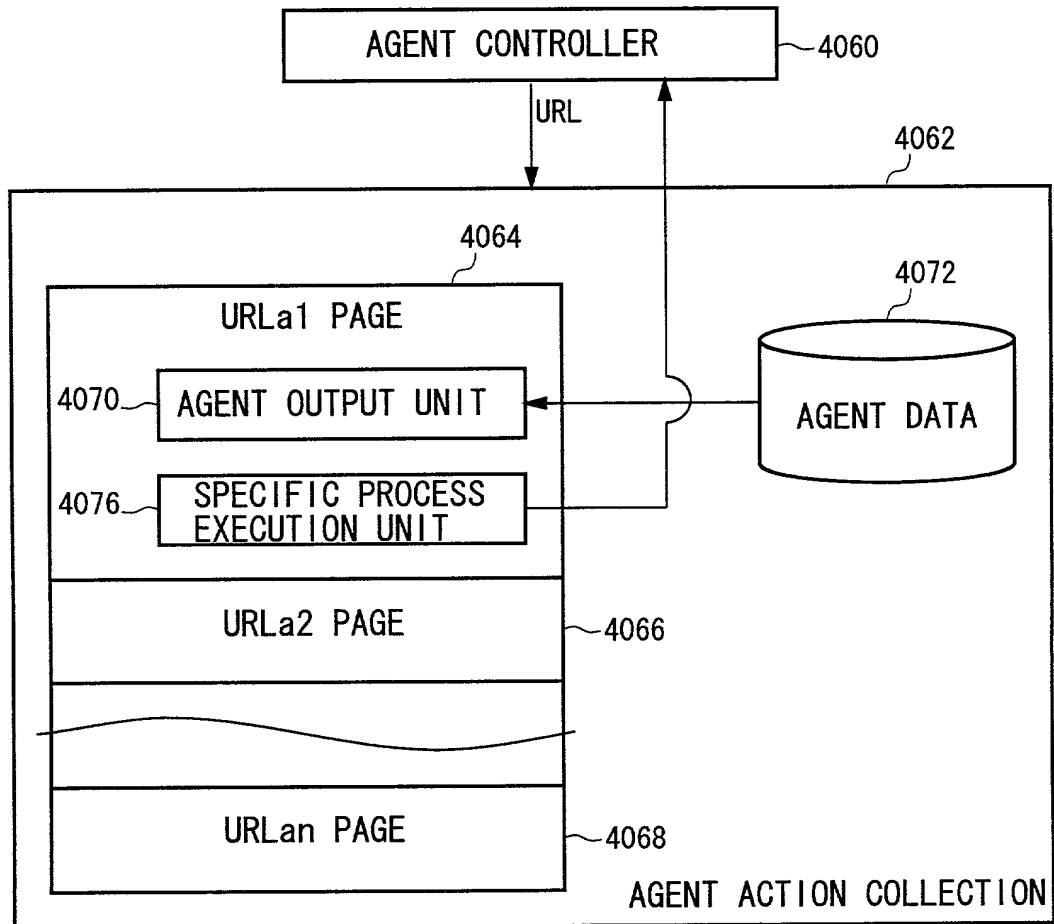 AGENT CONTROLLER
4060
URL
4062
4064
URLa1 PAGE
4072
4070
AGENT OUTPUT UNIT
AGENT DATA
4076
SPECIFIC PROCESS
EXECUTION UNIT
URLa2 PAGE
4066
URLan PAGE
4068
AGENT ACTION COLLECTION